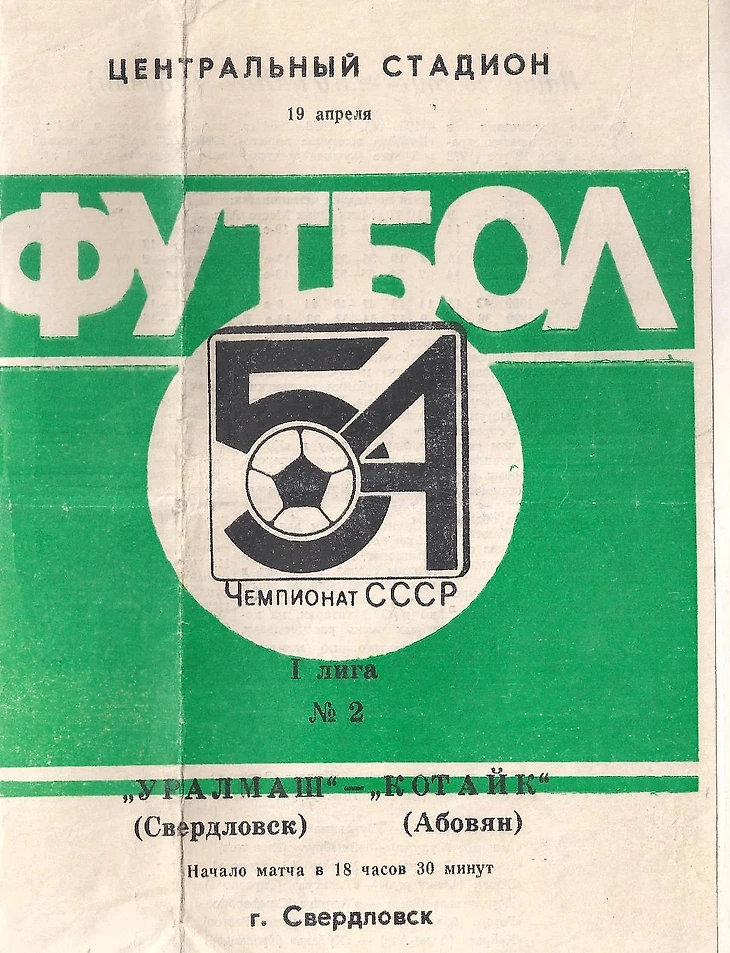 ЦЕНТРАЛЬНЫЙ СТАДИОН
19 апреля
ФУТБОЛ
54
Чемпионат СССР
I лига
№ 2
„УРАЛМАШ“—„КОТАЙК“
(Свердловск) (Абовян)
Начало матча в 18 часов 30 минут
г. Свердловск